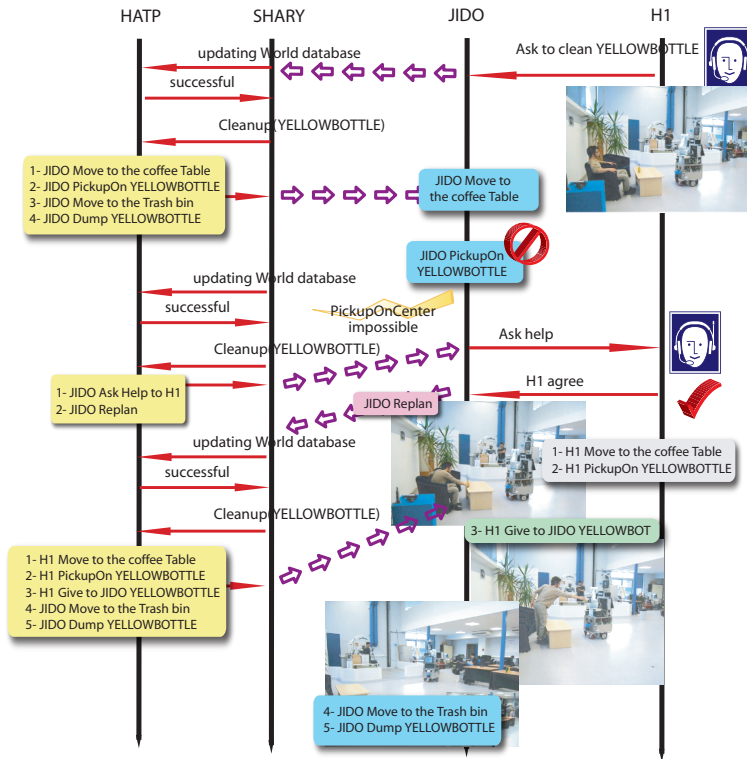 HATP SHARY JIDO H1
updating World database
Ask to clean YELLOWBOTTLE
successful
Cleanup(YELLOWBOTTLE)
1- JIDO Move to the coffee Table
2- JIDO PickupOn YELLOWBOTTLE
3- JIDO Move to the Trash bin
4- JIDO Dump YELLOWBOTTLE
JIDO Move to
the coffee Table
JIDO PickupOn
YELLOWBOTTLE
updating World database
successful
PickupOnCenter
impossible
Ask help
Cleanup(YELLOWBOTTLE)
1- JIDO Ask Help to H1
2- JIDO Replan
H1 agree
JIDO Replan
updating World database
1- H1 Move to the coffee Table
2- H1 PickupOn YELLOWBOTTLE
successful
Cleanup(YELLOWBOTTLE)
3- H1 Give to JIDO YELLOWBOT
1- H1 Move to the coffee Table
2- H1 PickupOn YELLOWBOTTLE
3- H1 Give to JIDO YELLOWBOTTLE
4- JIDO Move to the Trash bin
5- JIDO Dump YELLOWBOTTLE
4- JIDO Move to the Trash bin
5- JIDO Dump YELLOWBOTTLE